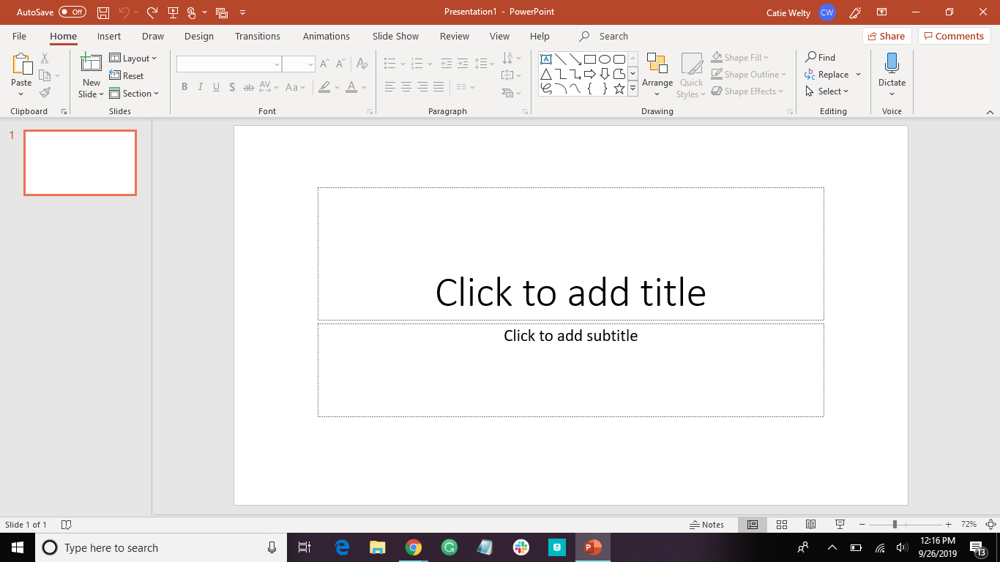 AutoSave Off Presentation1 - PowerPoint Catie Welty CW
File Home Insert Draw Design Transitions Animations Slide Show Review View Help Search Share Comments
Paste
Clipboard
New
Slide
Layout
Reset
Section
Slides
B I U S ab AV Aa A
Font
Paragraph
Arrange
Quick
Styles
Shape Fill
Shape Outline
Shape Effects
Drawing
Find
Replace
Select
Editing
Dictate
Voice
1
Click to add title
Click to add subtitle
Slide 1 of 1 Notes 72%
Type here to search
12:16 PM
9/26/2019
13